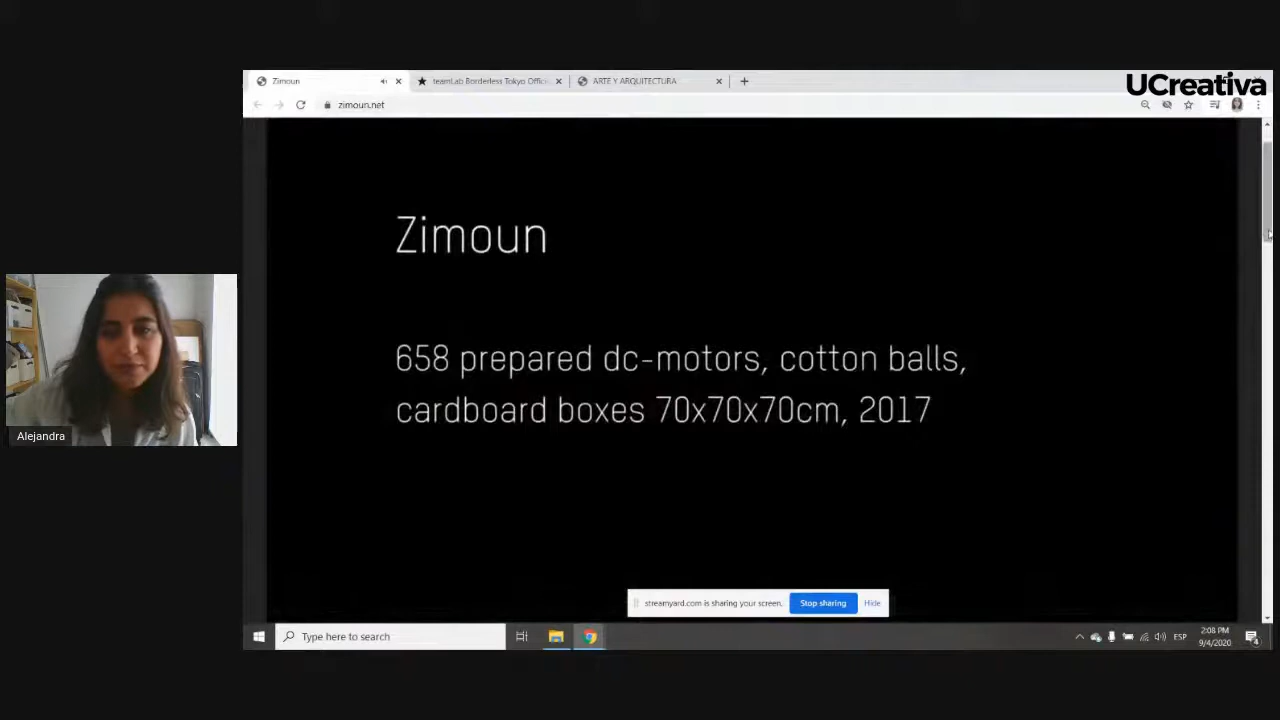 UCreativa
Zimoun
teamLab Borderless Tokyo Offici
ARTE Y ARQUITECTURA
zimoun.net
Zimoun
658 prepared dc-motors, cotton balls,
cardboard boxes 70x70x70cm, 2017
Alejandra
streamyard.com is sharing your screen.
Stop sharing
Hide
Type here to search
ESP
2:08 PM
9/4/2020
4